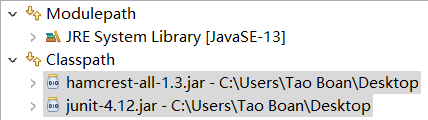 Modulepath
JRE System Library [JavaSE-13]
Classpath
hamcrest-all-1.3.jar - C:\Users\Tao Boan\Desktop
junit-4.12.jar - C:\Users\Tao Boan\Desktop